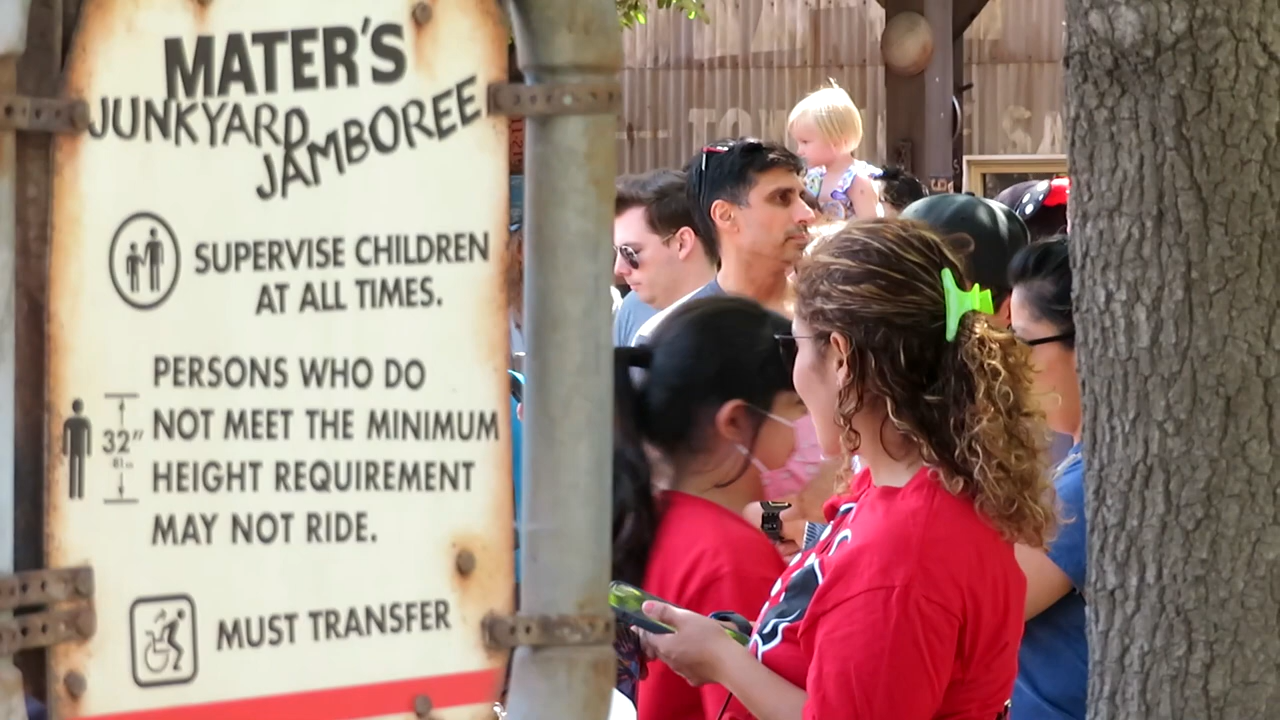 MATER'S
JUNKYARD
JAMBOREE
SUPERVISE CHILDREN
AT ALL TIMES.
PERSONS WHO DO
NOT MEET THE MINIMUM
32" HEIGHT REQUIREMENT
MAY NOT RIDE.
MUST TRANSFER